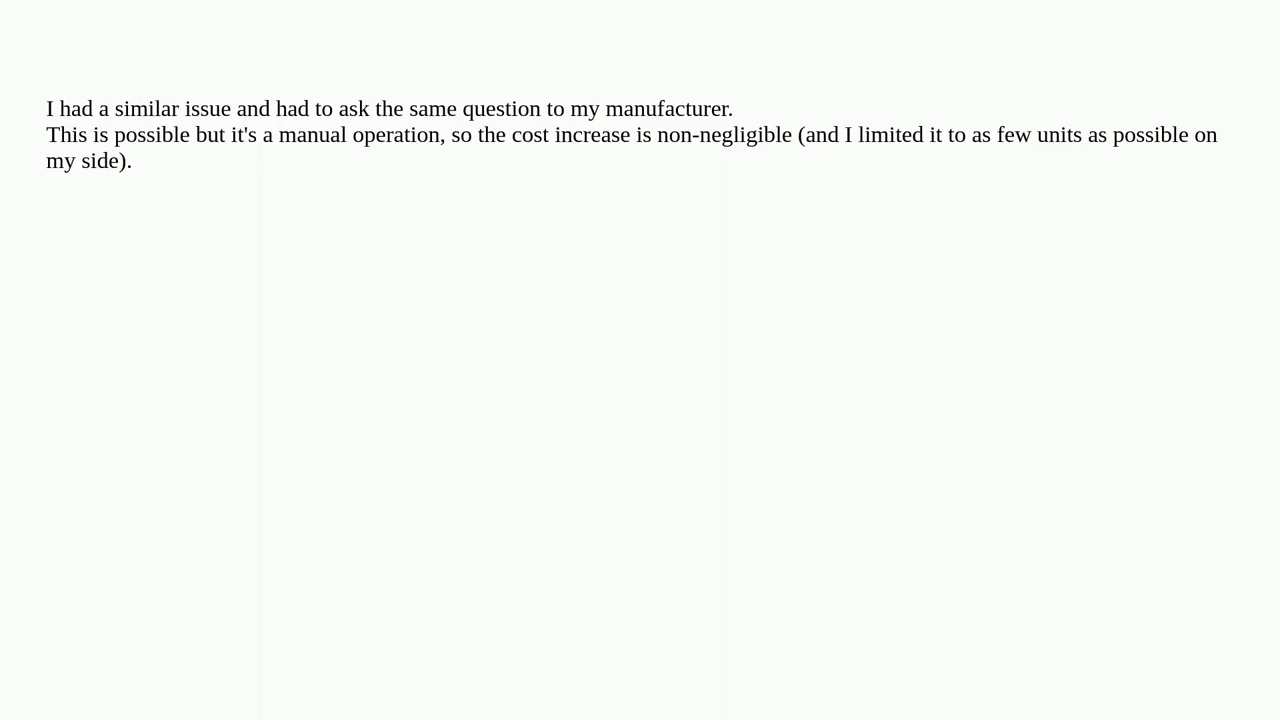 I had a similar issue and had to ask the same question to my manufacturer.
This is possible but it's a manual operation, so the cost increase is non-negligible (and I limited it to as few units as possible on
my side).